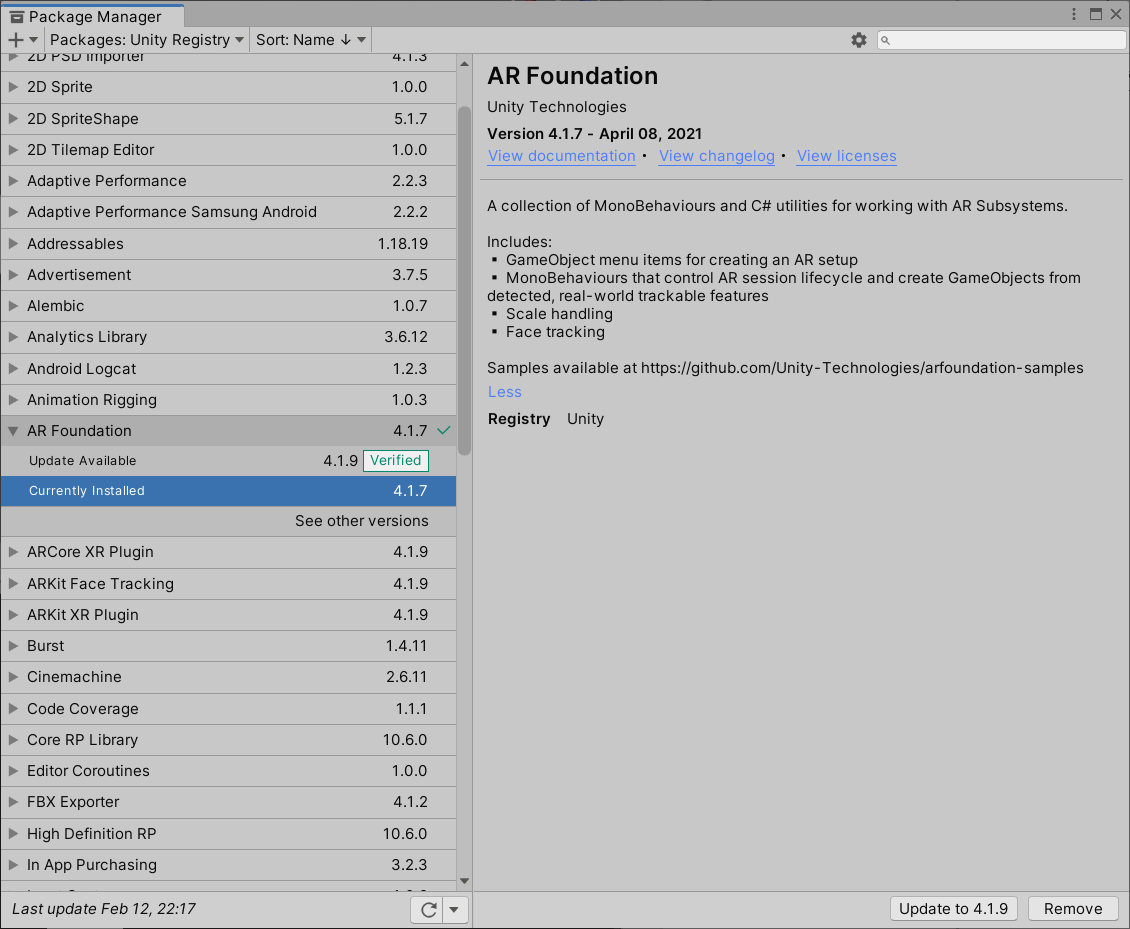 Package Manager
Packages: Unity Registry Sort: Name ↓
2D PSD Importer 4.1.3
2D Sprite 1.0.0
2D SpriteShape 5.1.7
2D Tilemap Editor 1.0.0
Adaptive Performance 2.2.3
Adaptive Performance Samsung Android 2.2.2
Addressables 1.18.19
Advertisement 3.7.5
Alembic 1.0.7
Analytics Library 3.6.12
Android Logcat 1.2.3
Animation Rigging 1.0.3
AR Foundation 4.1.7
Update Available 4.1.9 Verified
Currently Installed 4.1.7
See other versions
ARCore XR Plugin 4.1.9
ARKit Face Tracking 4.1.9
ARKit XR Plugin 4.1.9
Burst 1.4.11
Cinemachine 2.6.11
Code Coverage 1.1.1
Core RP Library 10.6.0
Editor Coroutines 1.0.0
FBX Exporter 4.1.2
High Definition RP 10.6.0
In App Purchasing 3.2.3
Last update Feb 12, 22:17
AR Foundation
Unity Technologies
Version 4.1.7 - April 08, 2021
View documentation • View changelog • View licenses
A collection of MonoBehaviours and C# utilities for working with AR Subsystems.
Includes:
▪ GameObject menu items for creating an AR setup
▪ MonoBehaviours that control AR session lifecycle and create GameObjects from
detected, real-world trackable features
▪ Scale handling
▪ Face tracking
Samples available at https://github.com/Unity-Technologies/arfoundation-samples
Less
Registry Unity
Update to 4.1.9 Remove